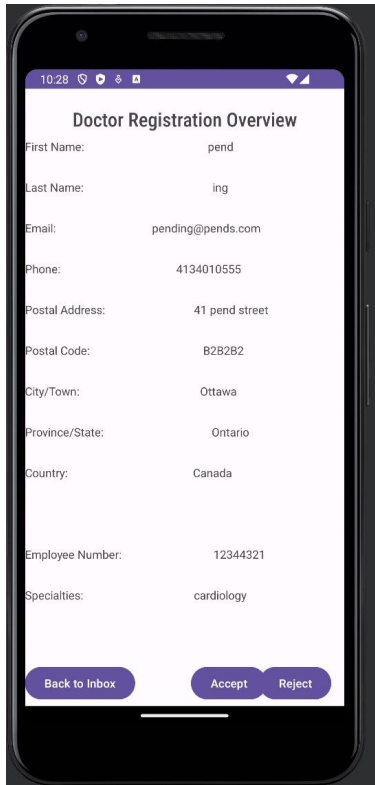 10:28
Doctor Registration Overview
First Name: pend
Last Name: ing
Email: pending@pends.com
Phone: 4134010555
Postal Address: 41 pend street
Postal Code: B2B2B2
City/Town: Ottawa
Province/State: Ontario
Country: Canada
Employee Number: 12344321
Specialties: cardiology
Back to Inbox Accept Reject